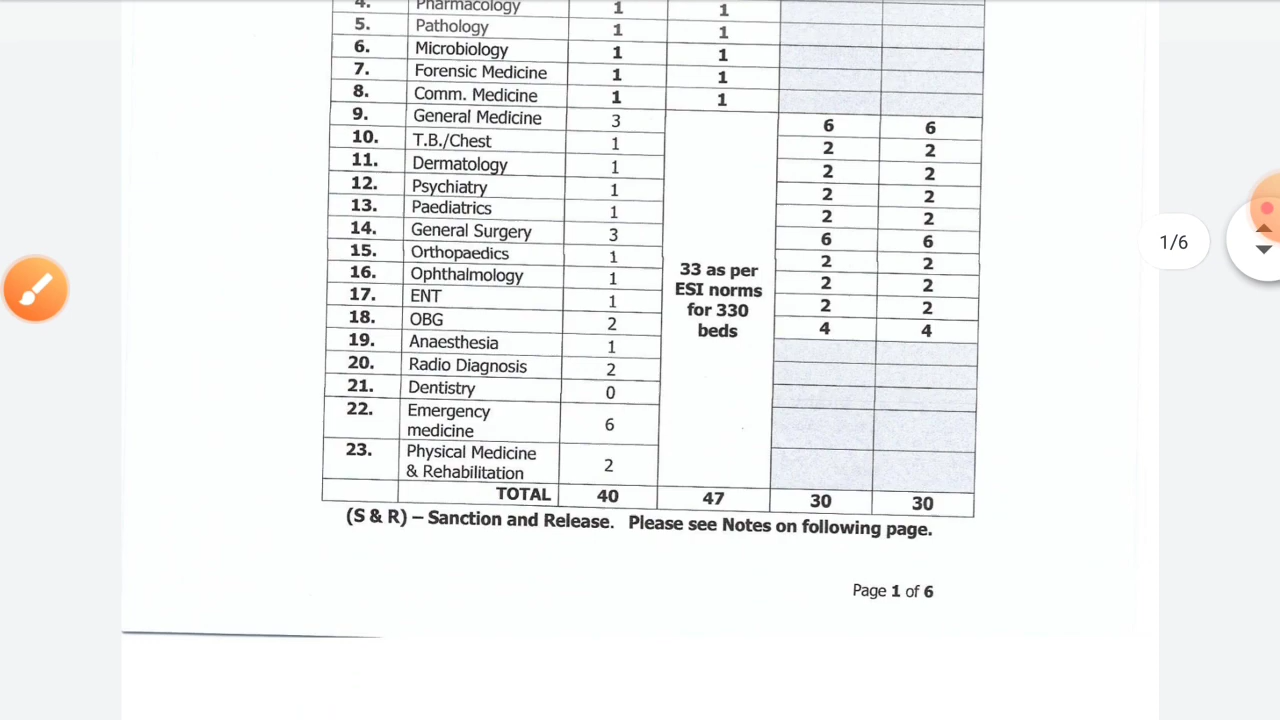 4. Pharmacology 1 1
5. Pathology 1 1
6. Microbiology 1 1
7. Forensic Medicine 1 1
8. Comm. Medicine 1 1
9. General Medicine 3 6 6
10. T.B./Chest 1 2 2
11. Dermatology 1 2 2
12. Psychiatry 1 2 2
13. Paediatrics 1 2 2
14. General Surgery 3 6 6
15. Orthopaedics 1 2 2
16. Ophthalmology 1 2 2
17. ENT 1 2 2
18. OBG 2 4 4
33 as per
ESI norms
for 330
beds
19. Anaesthesia 1
20. Radio Diagnosis 2
21. Dentistry 0
22. Emergency
medicine 6
23. Physical Medicine
& Rehabilitation 2
TOTAL 40 47 30 30
(S & R) – Sanction and Release. Please see Notes on following page.
Page 1 of 6
1/6